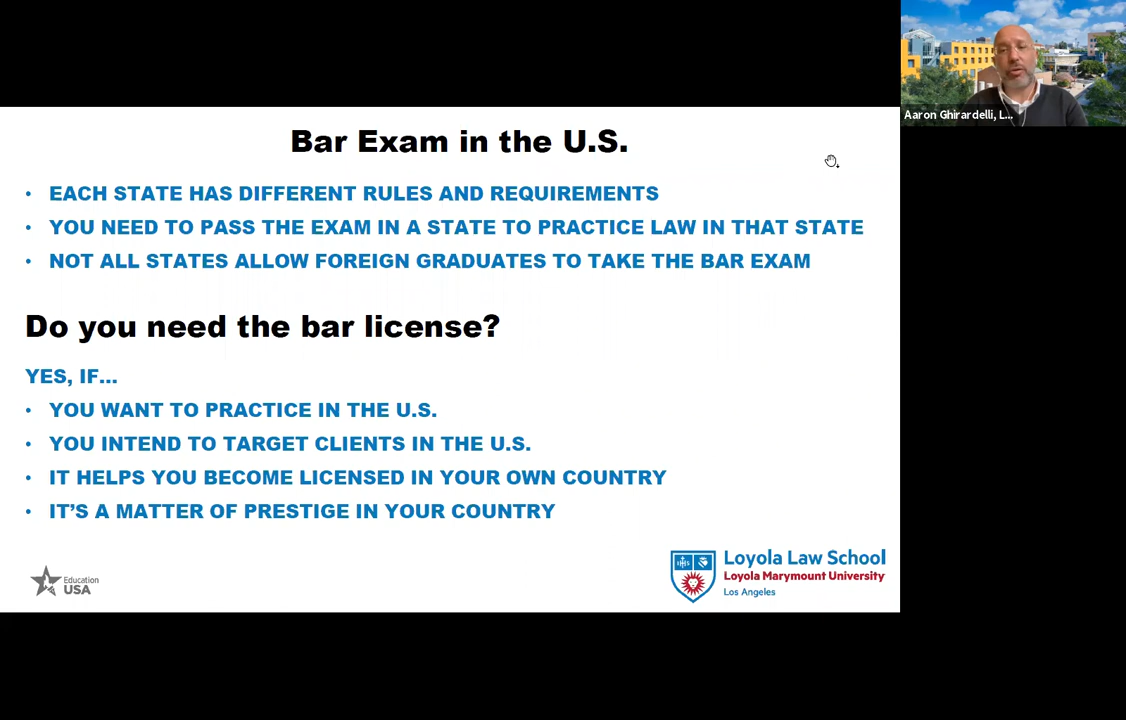 Aaron Ghirardelli, L...
Bar Exam in the U.S.
• EACH STATE HAS DIFFERENT RULES AND REQUIREMENTS
• YOU NEED TO PASS THE EXAM IN A STATE TO PRACTICE LAW IN THAT STATE
• NOT ALL STATES ALLOW FOREIGN GRADUATES TO TAKE THE BAR EXAM
Do you need the bar license?
YES, IF...
• YOU WANT TO PRACTICE IN THE U.S.
• YOU INTEND TO TARGET CLIENTS IN THE U.S.
• IT HELPS YOU BECOME LICENSED IN YOUR OWN COUNTRY
• IT’S A MATTER OF PRESTIGE IN YOUR COUNTRY
Education
USA
IHS
Loyola Law School
Loyola Marymount University
Los Angeles